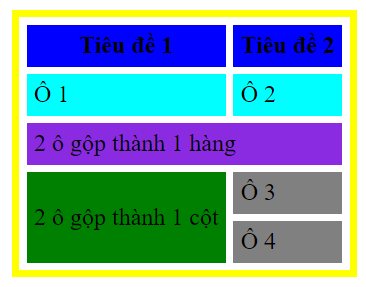 Tiêu đề 1
Tiêu đề 2
Ô 1
Ô 2
2 ô gộp thành 1 hàng
2 ô gộp thành 1 cột
Ô 3
Ô 4